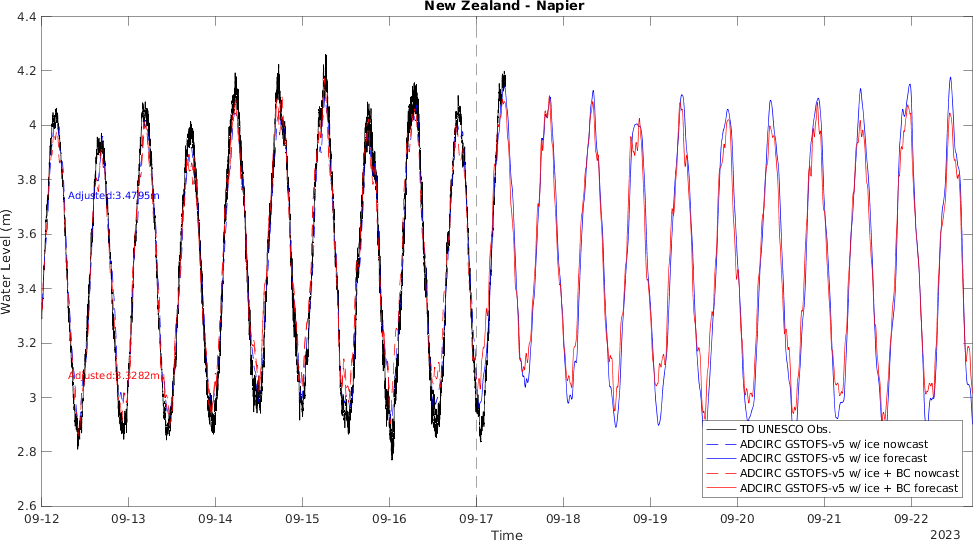 New Zealand - Napier
4.4
4.2
4
3.8
3.6
3.4
3.2
3
2.8
2.6
Water Level (m)
Adjusted:3.4795m
Adjusted:3.3282m
TD UNESCO Obs.
ADCIRC GSTOFS-v5 w/ ice nowcast
ADCIRC GSTOFS-v5 w/ ice forecast
ADCIRC GSTOFS-v5 w/ ice + BC nowcast
ADCIRC GSTOFS-v5 w/ ice + BC forecast
09-12 09-13 09-14 09-15 09-16 09-17 09-18 09-19 09-20 09-21 09-22
Time
2023